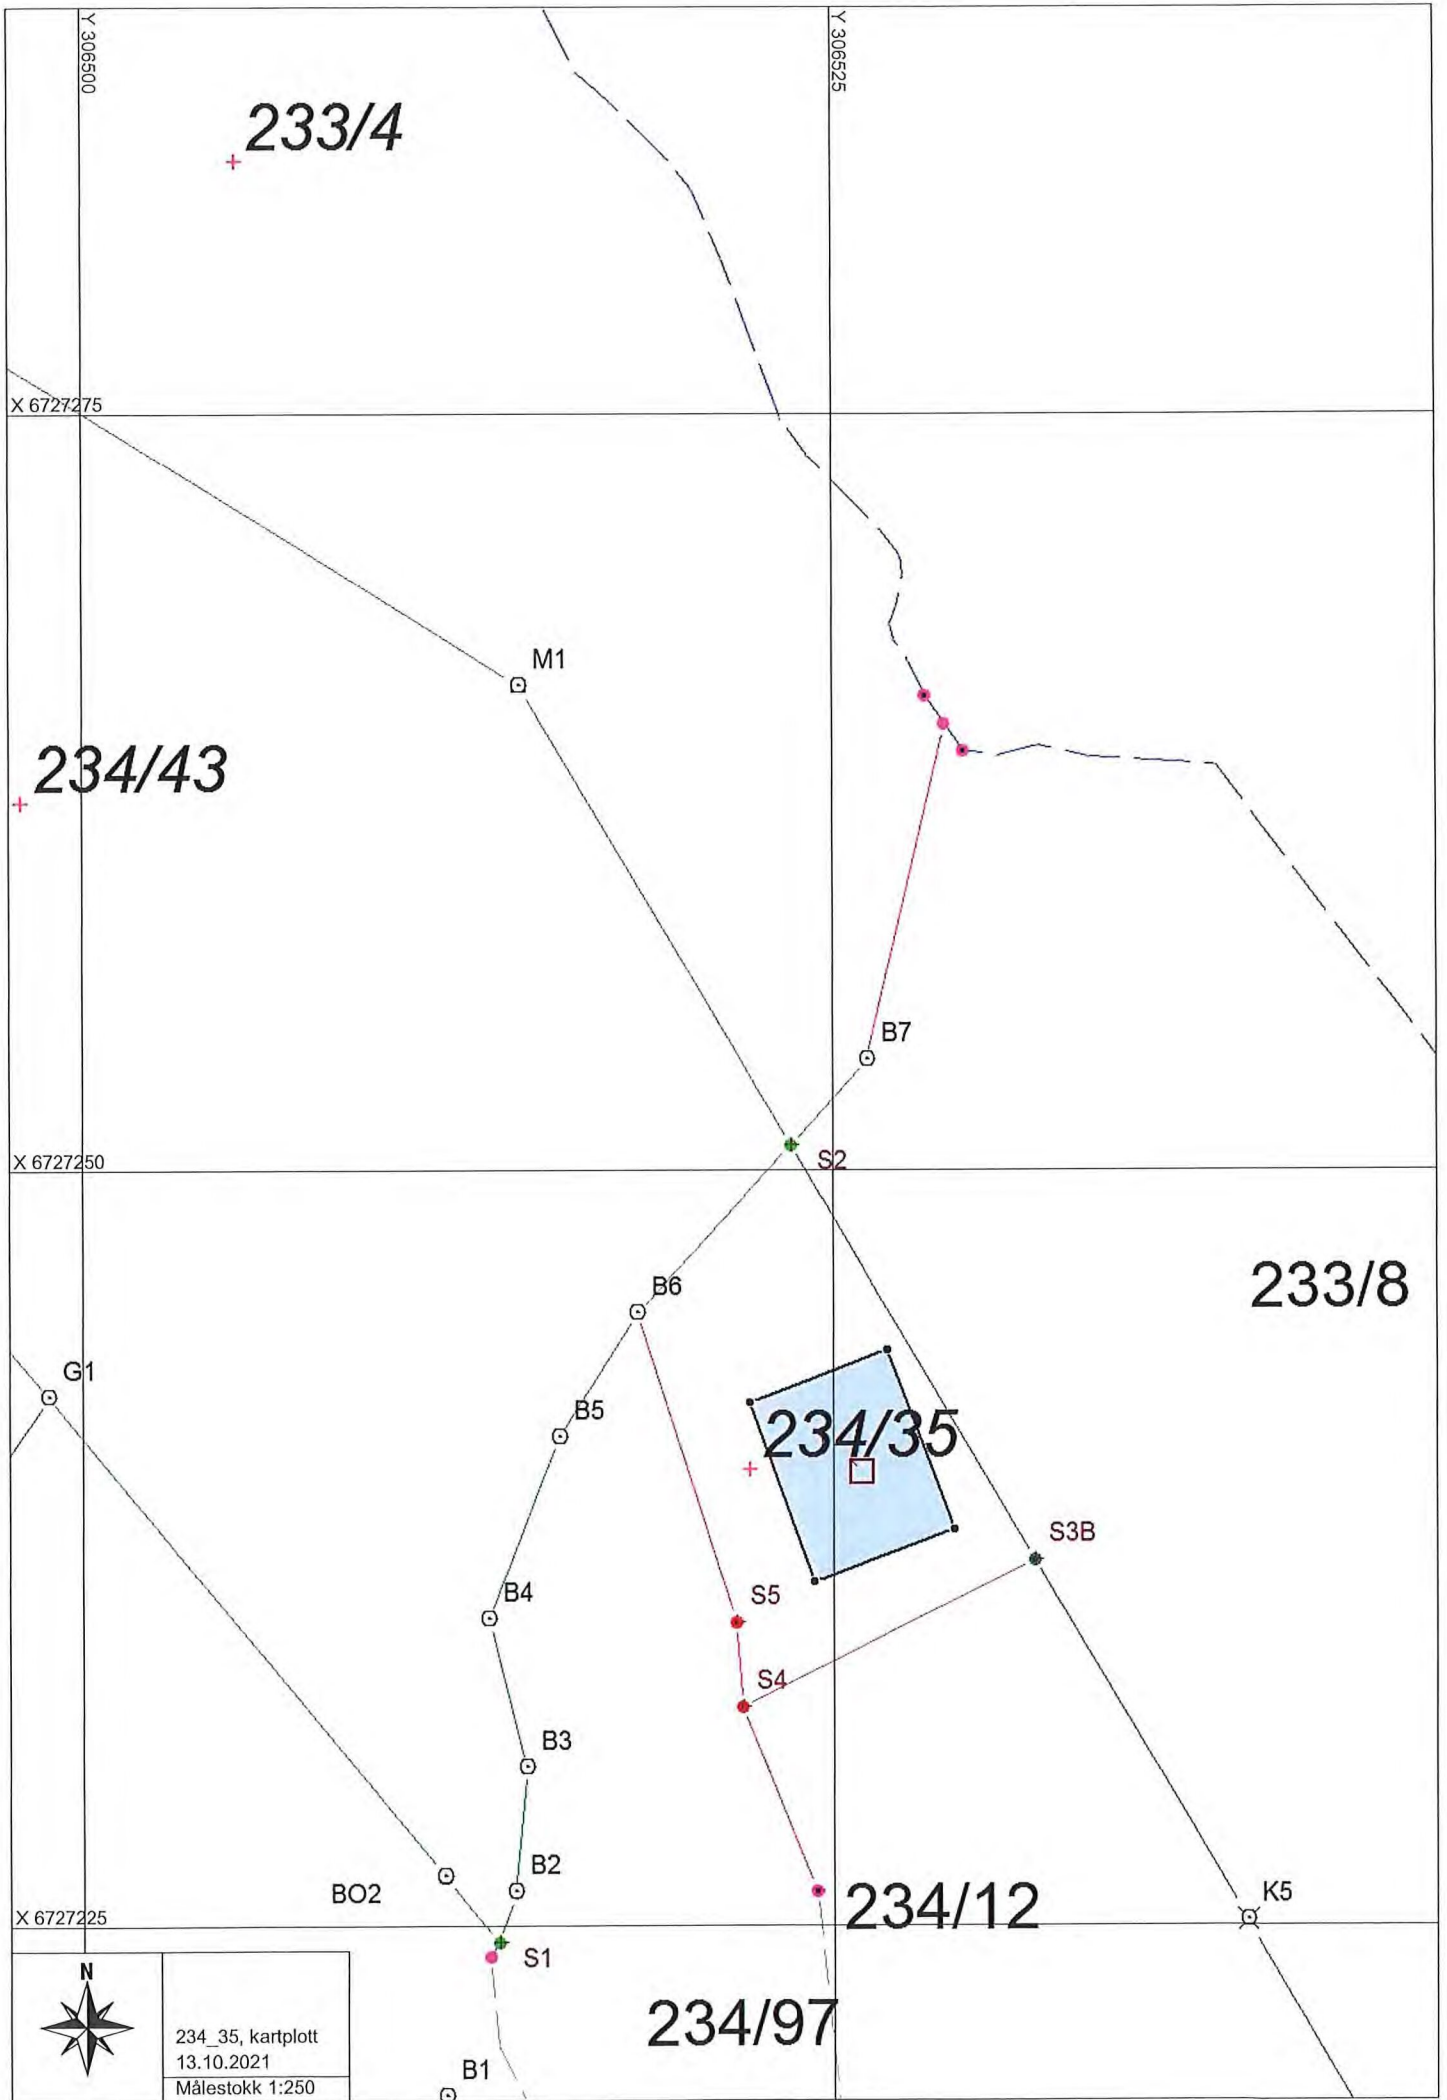 Y 306500
Y 306525
233/4
X 6727275
M1
234/43
B7
X 6727250
S2
233/8
B6
G1
B5
234/35
S3B
B4
S5
S4
B3
B2
BO2
234/12
K5
X 6727225
S1
N
234/97
234_35, kartplott
13.10.2021
B1
Målestokk 1:250